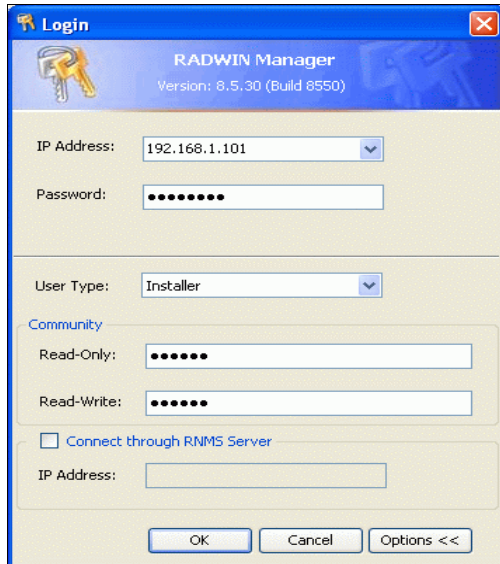 Login
RADWIN Manager
Version: 8.5.30 (Build 8550)
IP Address: 192.168.1.101
Password: ●●●●●●●●
User Type: Installer
Community
Read-Only: ●●●●●●
Read-Write: ●●●●●●
Connect through RNMS Server
IP Address:
OK Cancel Options <<